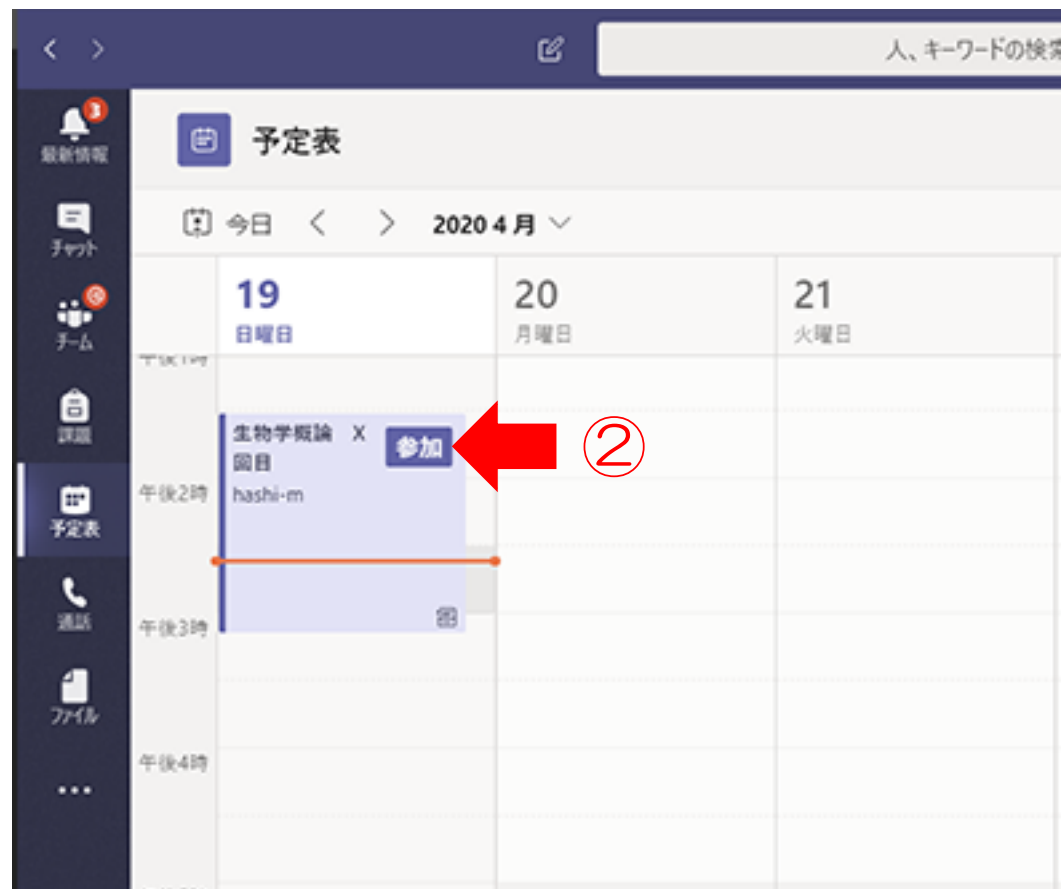 人、キーワードの検索
3
最新情報
予定表
チャット
今日
2020 4 月
チーム
19
日曜日
20
月曜日
21
火曜日
課題
生物学概論 X
回目
hashi-m
参加
②
予定表
午後2時
通話
午後3時
ファイル
午後4時